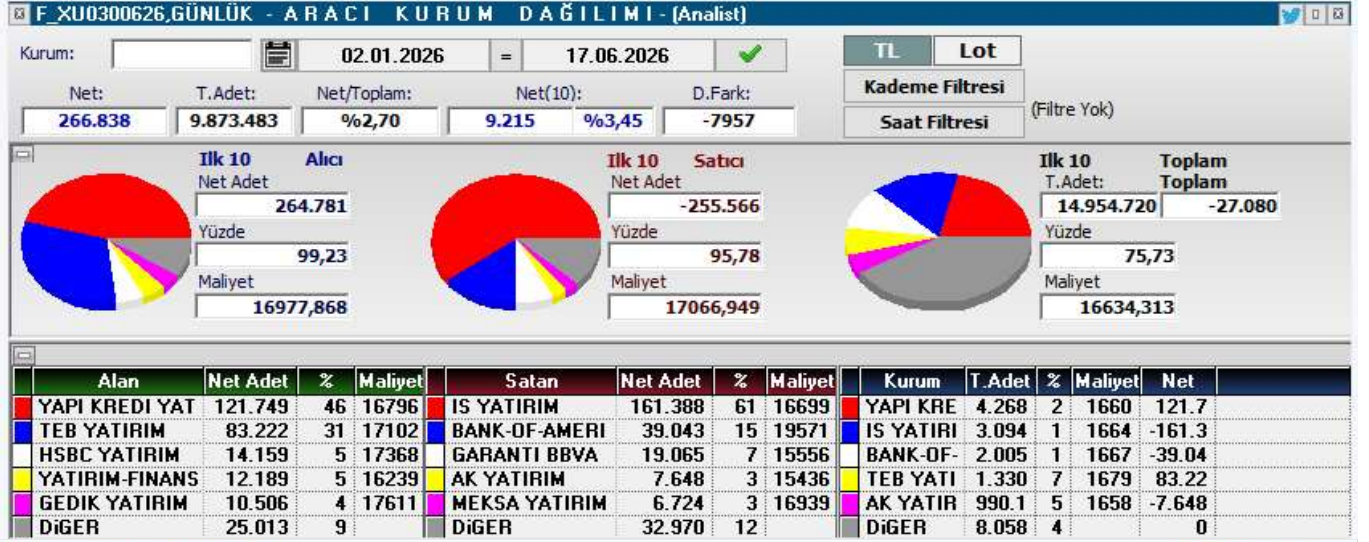 F_XU0300626,GÜNLÜK - ARACI KURUM DAĞILIMI-(Analist)
Kurum: 02.01.2026 = 17.06.2026 TL Lot
Kademe Filtresi
Net: T.Adet: Net/Toplam: Net(10): D.Fark:
266.838 9.873.483 %2,70 9.215 %3,45 -7957 Saat Filtresi (Filtre Yok)
Ilk 10 Alıcı Ilk 10 Satıcı Ilk 10 Toplam
Net Adet Net Adet T.Adet: Toplam
264.781 -255.566 14.954.720 -27.080
Yüzde Yüzde Yüzde
99,23 95,78 75,73
Maliyet Maliyet Maliyet
16977,868 17066,949 16634,313
Alan Net Adet % Maliyet Satan Net Adet % Maliyet Kurum T.Adet % Maliyet Net
YAPI KREDI YAT 121.749 46 16796 IS YATIRIM 161.388 61 16699 YAPI KRE 4.268 2 1660 121.7
TEB YATIRIM 83.222 31 17102 BANK-OF-AMERI 39.043 15 19571 IS YATIRI 3.094 1 1664 -161.3
HSBC YATIRIM 14.159 5 17368 GARANTI BBVA 19.065 7 15556 BANK-OF- 2.005 1 1667 -39.04
YATIRIM-FINANS 12.189 5 16239 AK YATIRIM 7.648 3 15436 TEB YATI 1.330 7 1679 83.22
GEDIK YATIRIM 10.506 4 17611 MEKSA YATIRIM 6.724 3 16939 AK YATIR 990.1 5 1658 -7.648
DiGER 25.013 9 DiGER 32.970 12 DiGER 8.058 4 0